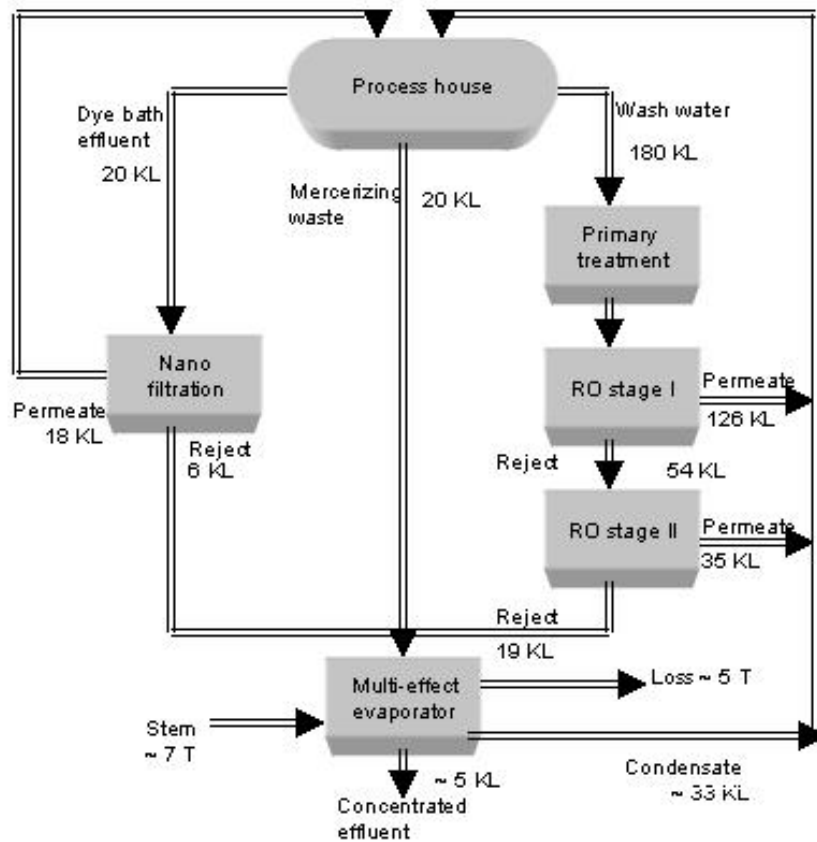 Process house
Dye bath
effluent
20 KL
Mercerizing
waste
20 KL
Wash water
180 KL
Primary
treatment
Nano
filtration
Permeate
18 KL
Reject
6 KL
RO stage I
Permeate
126 KL
Reject
54 KL
RO stage II
Permeate
35 KL
Reject
19 KL
Multi-effect
evaporator
Loss ~ 5 T
Stem
~ 7 T
~ 5 KL
Concentrated
effluent
Condensate
~ 33 KL